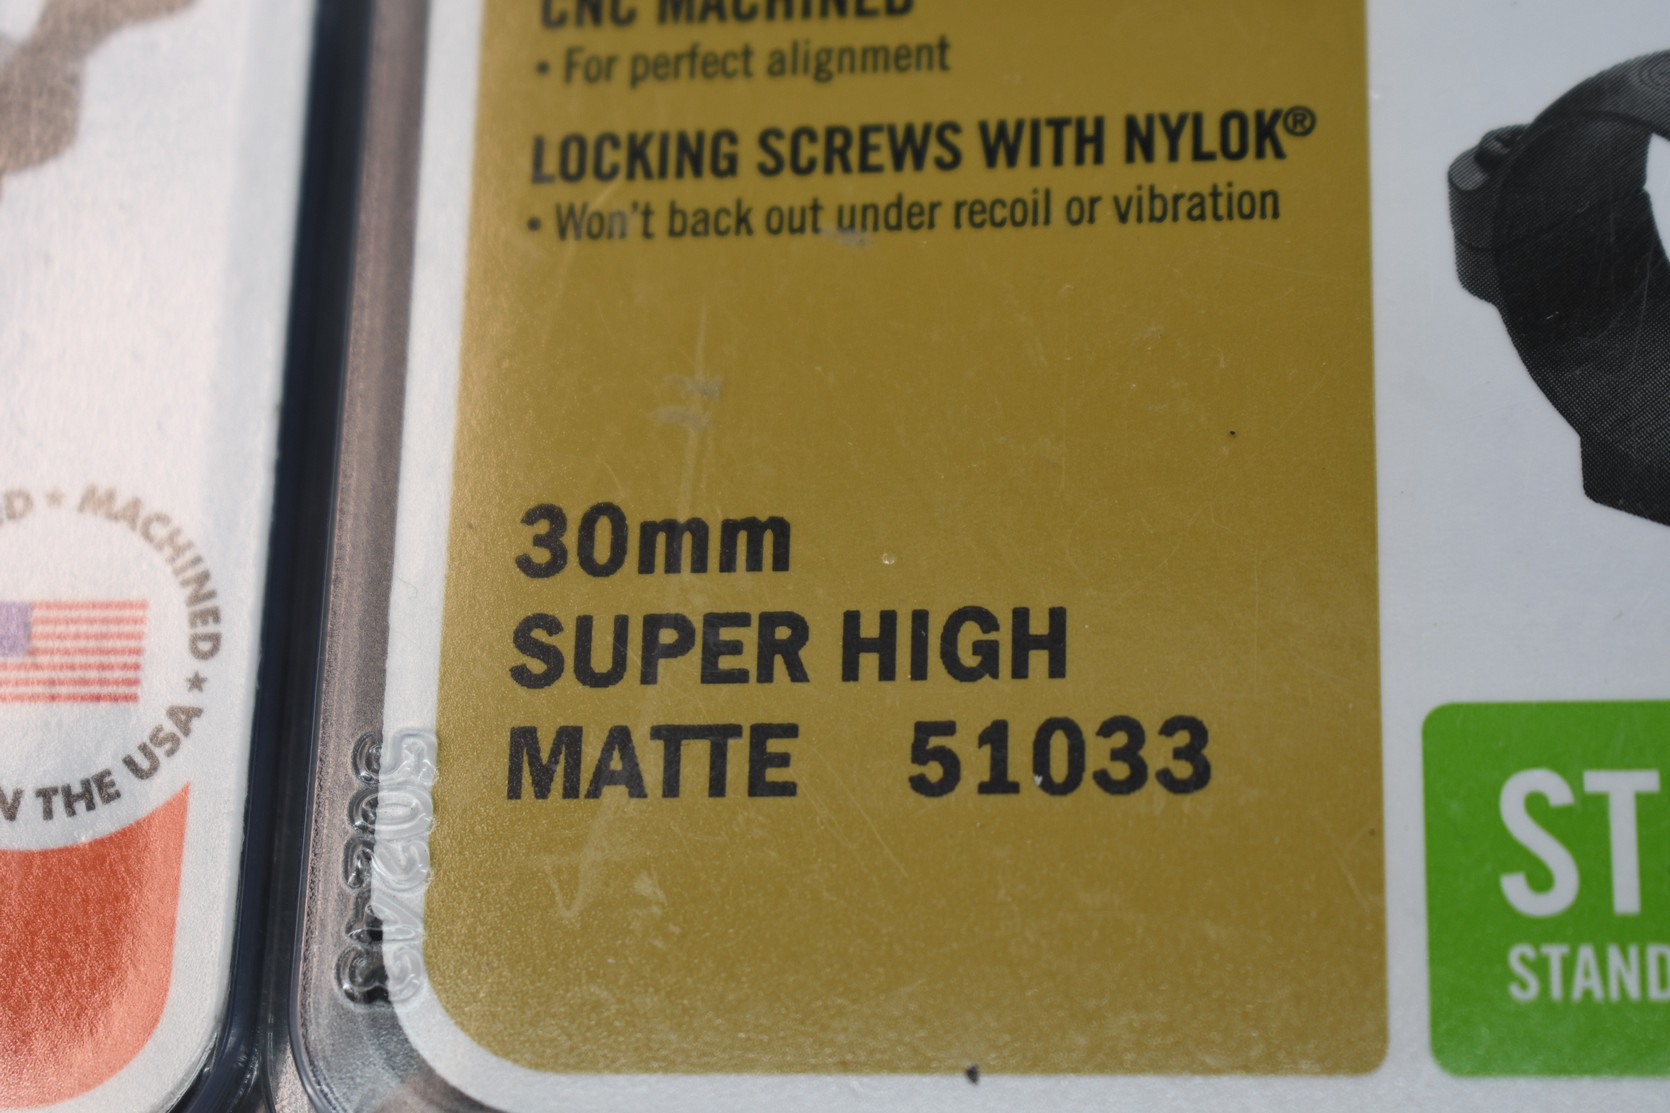 CNC MACHINED
• For perfect alignment
LOCKING SCREWS WITH NYLOK®
• Won't back out under recoil or vibration
30mm
SUPER HIGH
MATTE 51033
MACHINED ★
THE USA ★
ST
STAND